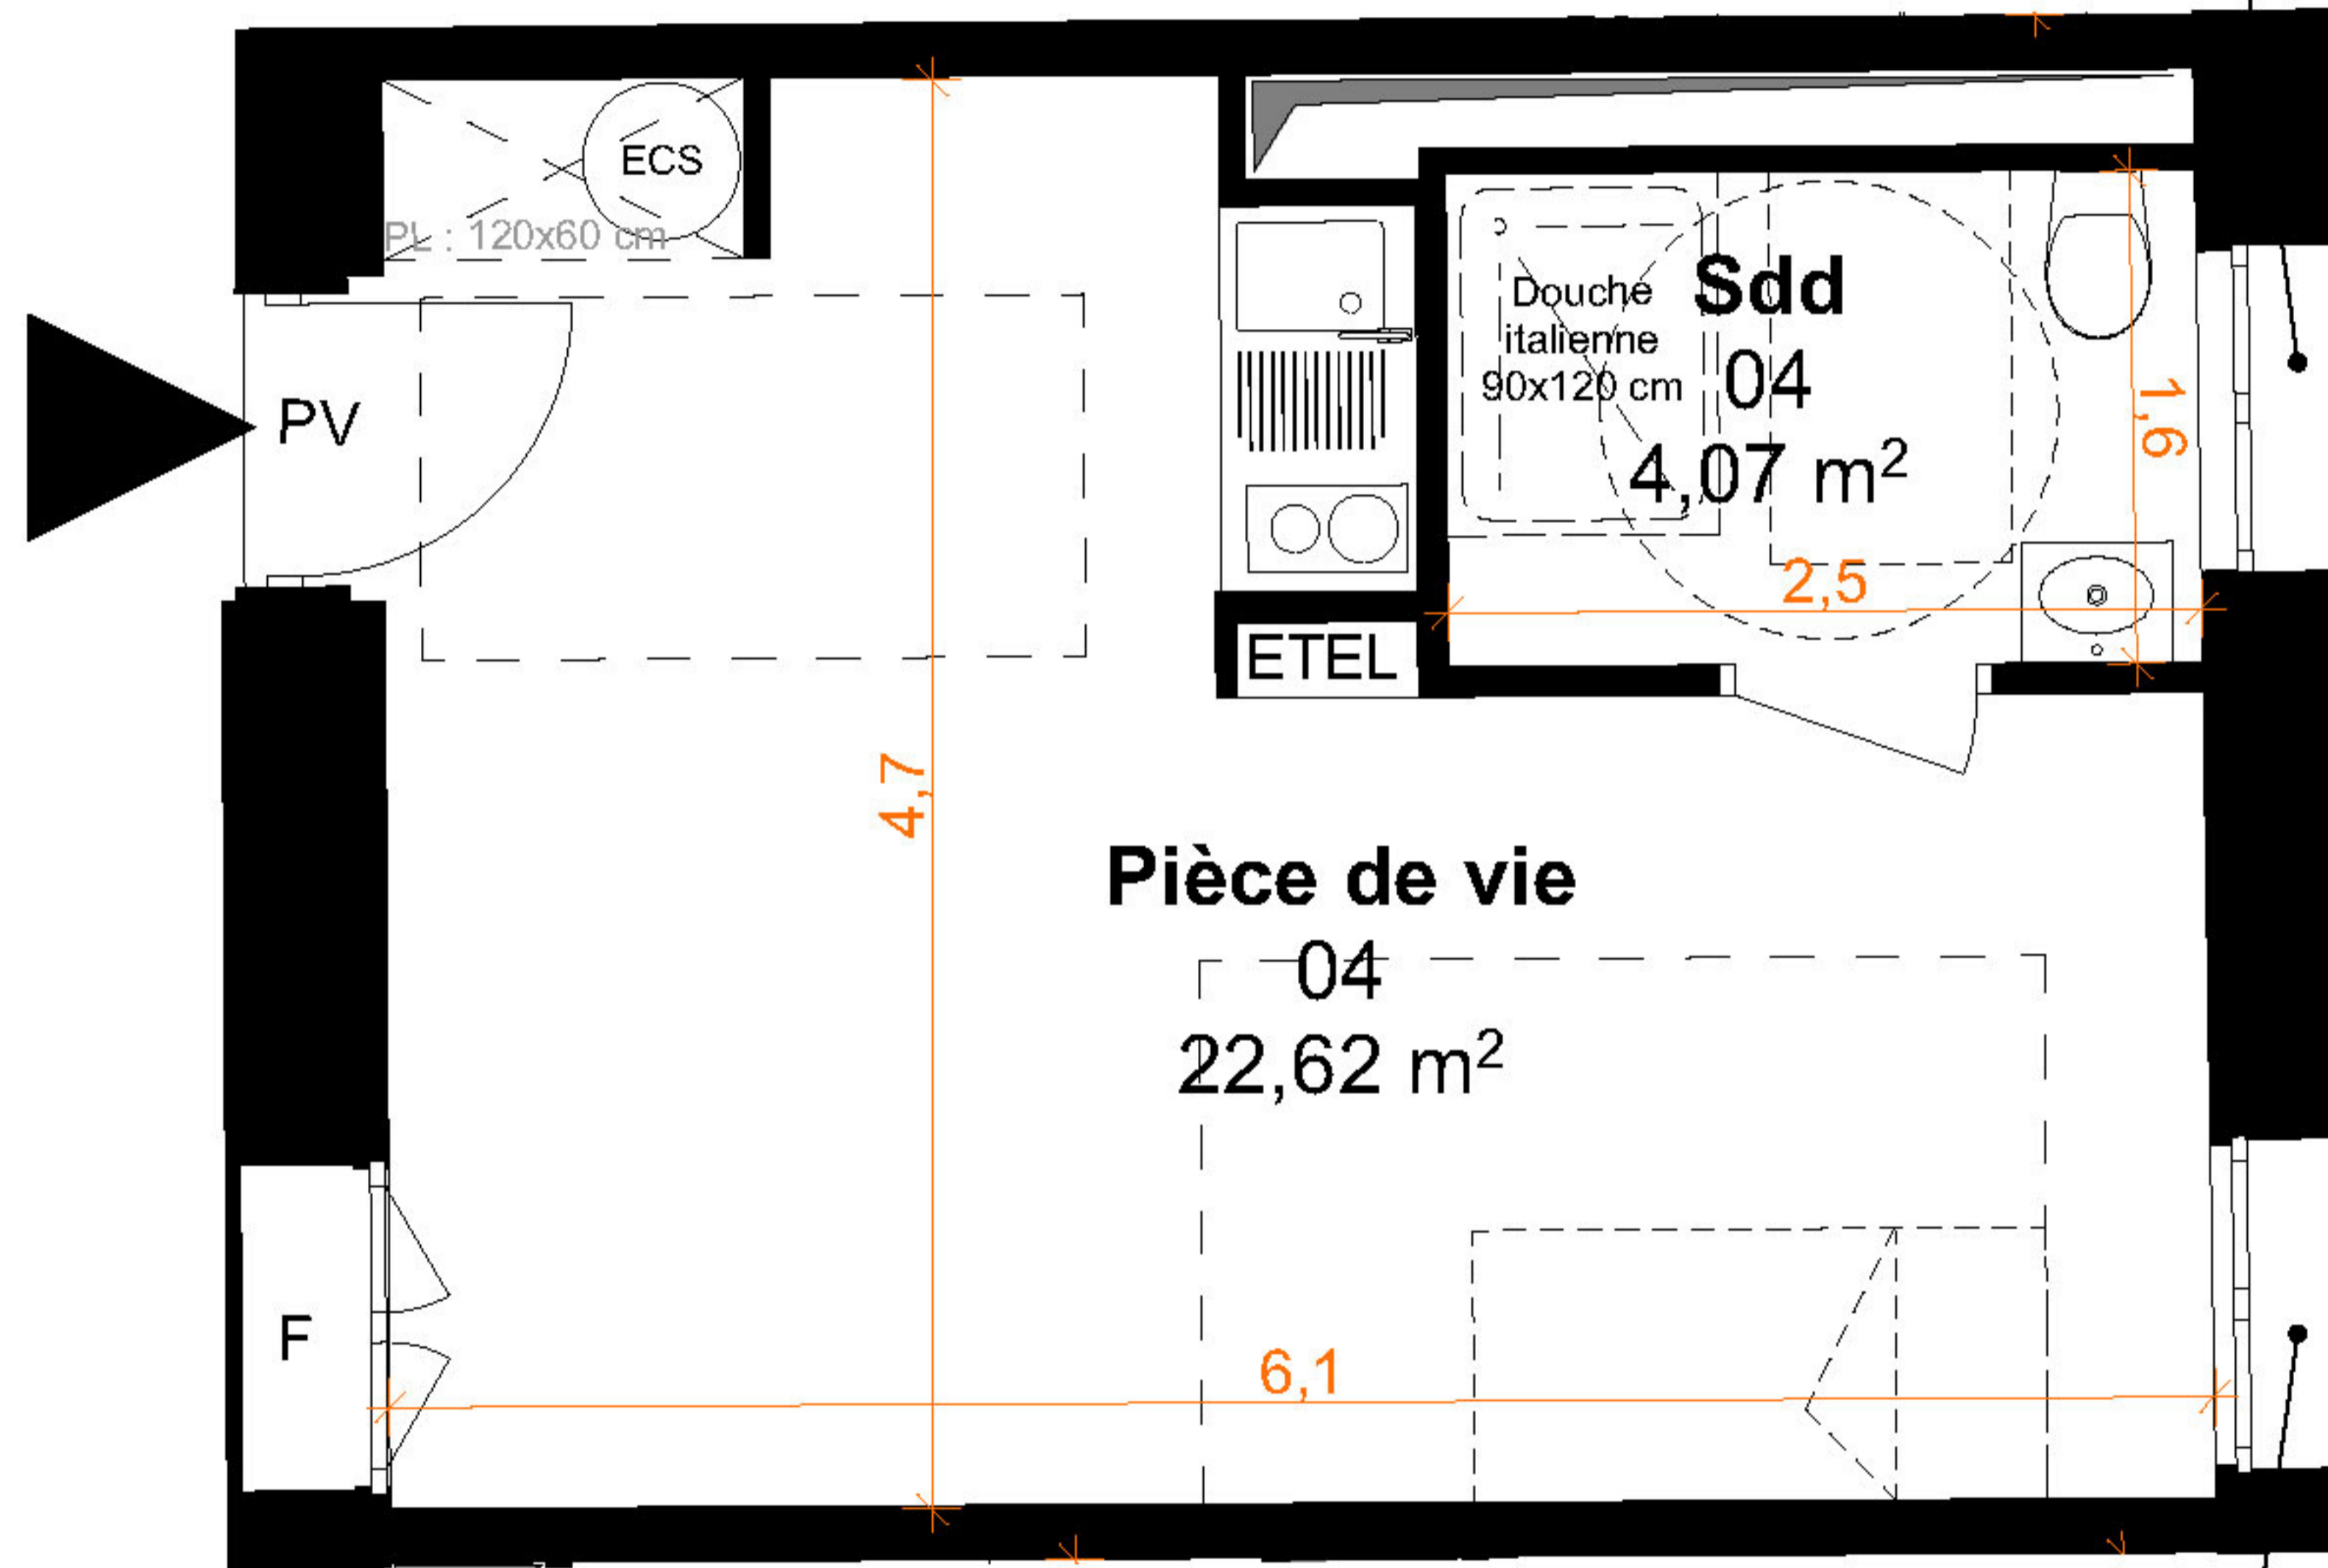 ECS
PL : 120x60 cm
PV
Douche
italienne
90x120 cm
Sdd
04
4,07 m²
1,6
2,5
ETEL
4,7
Pièce de vie
04
22,62 m²
F
6,1